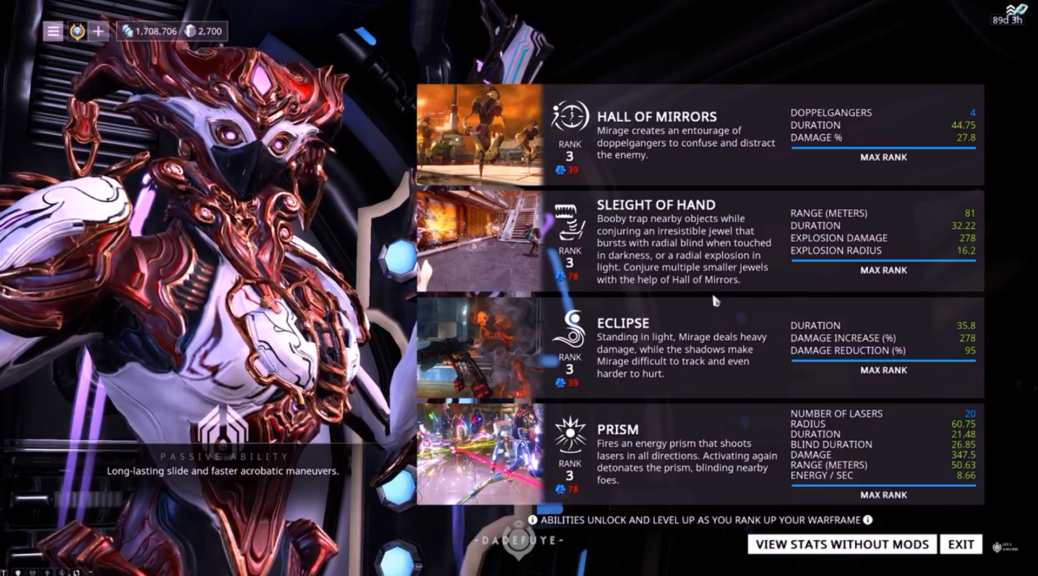 1,708,706 2,700
89d 3h
HALL OF MIRRORS
Mirage creates an entourage of
doppelgangers to confuse and distract
the enemy.
RANK
3
39
DOPPELGANGERS 4
DURATION 44.75
DAMAGE % 27.8
MAX RANK
SLEIGHT OF HAND
Booby trap nearby objects while
conjuring an irresistible jewel that
bursts with radial blind when touched
in darkness, or a radial explosion in
light. Conjure multiple smaller jewels
with the help of Hall of Mirrors.
RANK
3
78
RANGE (METERS) 81
DURATION 32.22
EXPLOSION DAMAGE 278
EXPLOSION RADIUS 16.2
MAX RANK
ECLIPSE
Standing in light, Mirage deals heavy
damage, while the shadows make
Mirage difficult to track and even
harder to hurt.
RANK
3
39
DURATION 35.8
DAMAGE INCREASE (%) 278
DAMAGE REDUCTION (%) 95
MAX RANK
PRISM
Fires an energy prism that shoots
lasers in all directions. Activating again
detonates the prism, blinding nearby
foes.
RANK
3
78
NUMBER OF LASERS 20
RADIUS 60.75
DURATION 21.48
BLIND DURATION 26.85
DAMAGE 347.5
RANGE (METERS) 50.63
ENERGY / SEC 8.66
MAX RANK
PASSIVE ABILITY
Long-lasting slide and faster acrobatic maneuvers.
ABILITIES UNLOCK AND LEVEL UP AS YOU RANK UP YOUR WARFRAME
-DADEFUYE-
VIEW STATS WITHOUT MODS EXIT